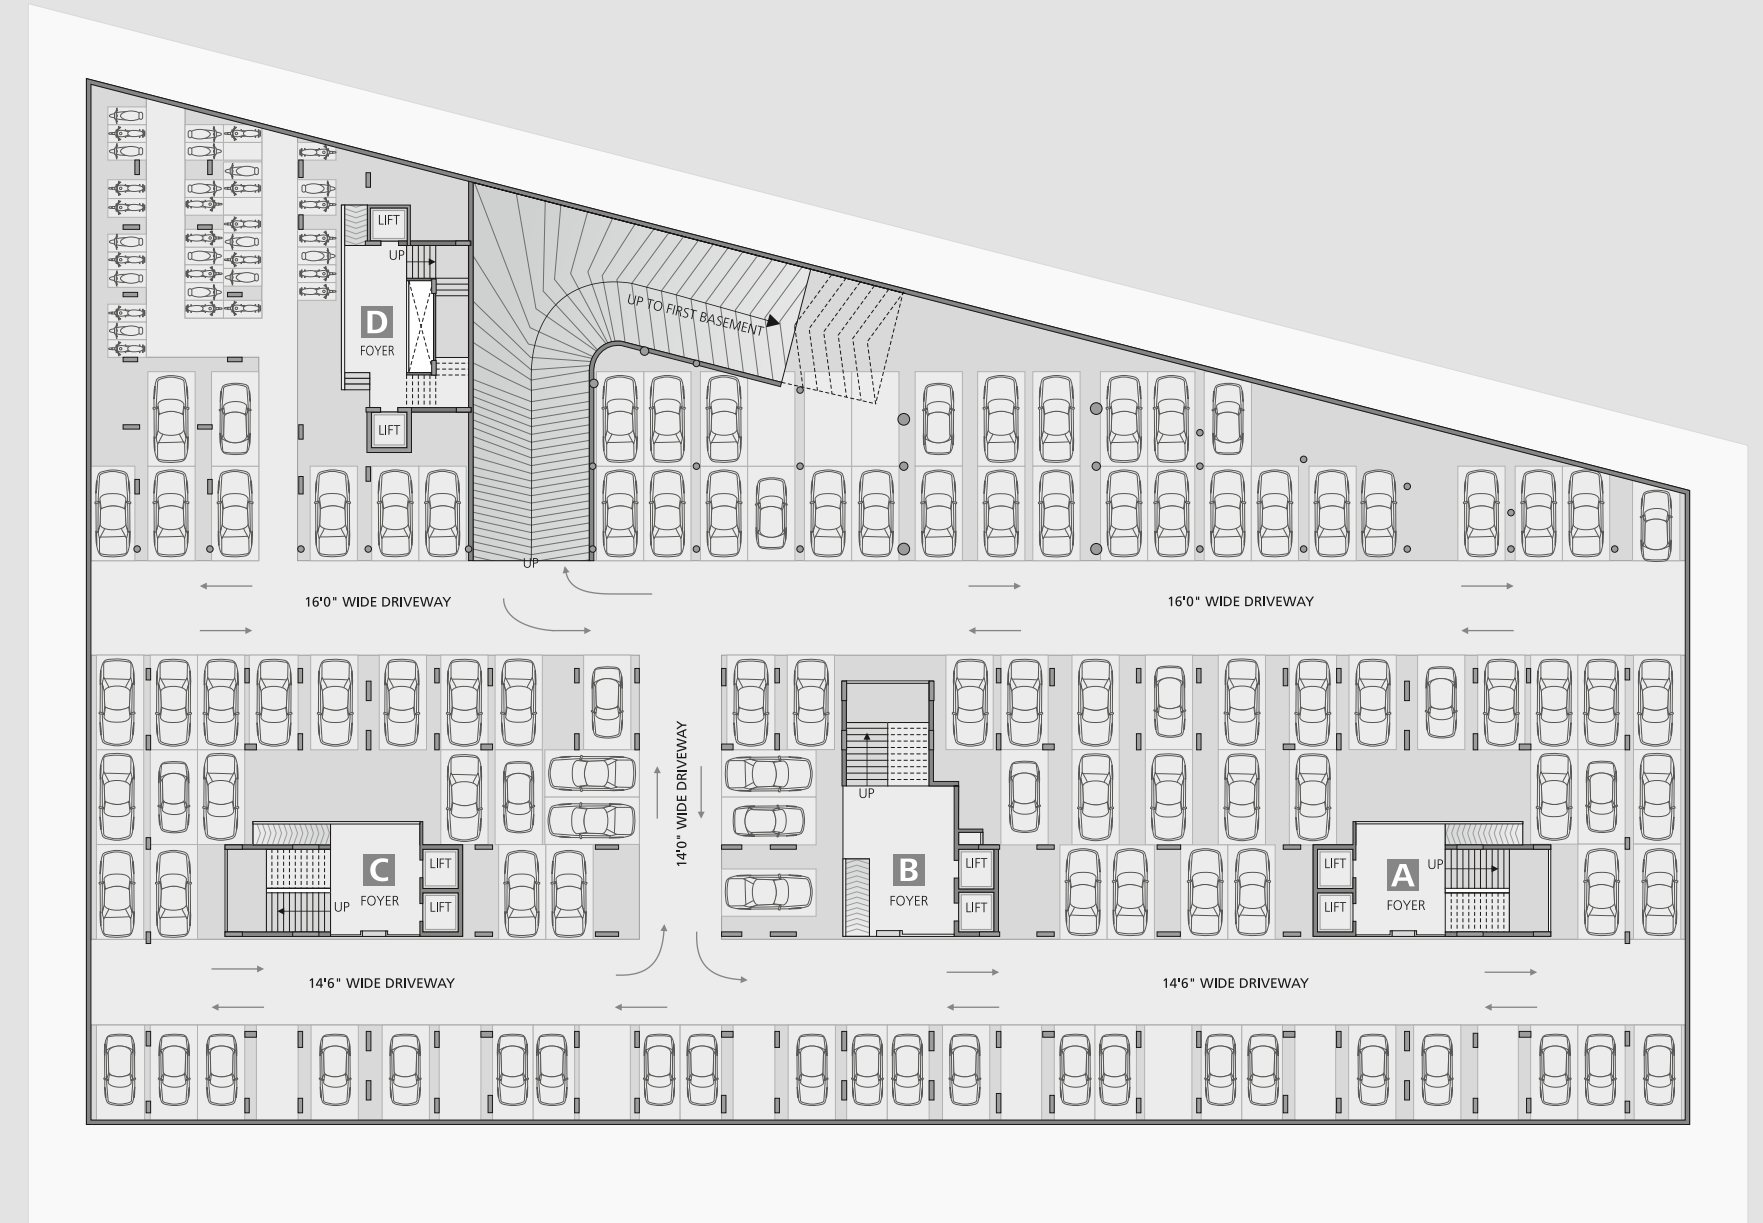 LIFT
UP
UP TO FIRST BASEMENT
D
FOYER
LIFT
UP
16'0" WIDE DRIVEWAY
16'0" WIDE DRIVEWAY
14'0" WIDE DRIVEWAY
UP
C
LIFT
FOYER
UP
LIFT
B
LIFT
FOYER
LIFT
LIFT
A
UP
FOYER
LIFT
14'6" WIDE DRIVEWAY
14'6" WIDE DRIVEWAY